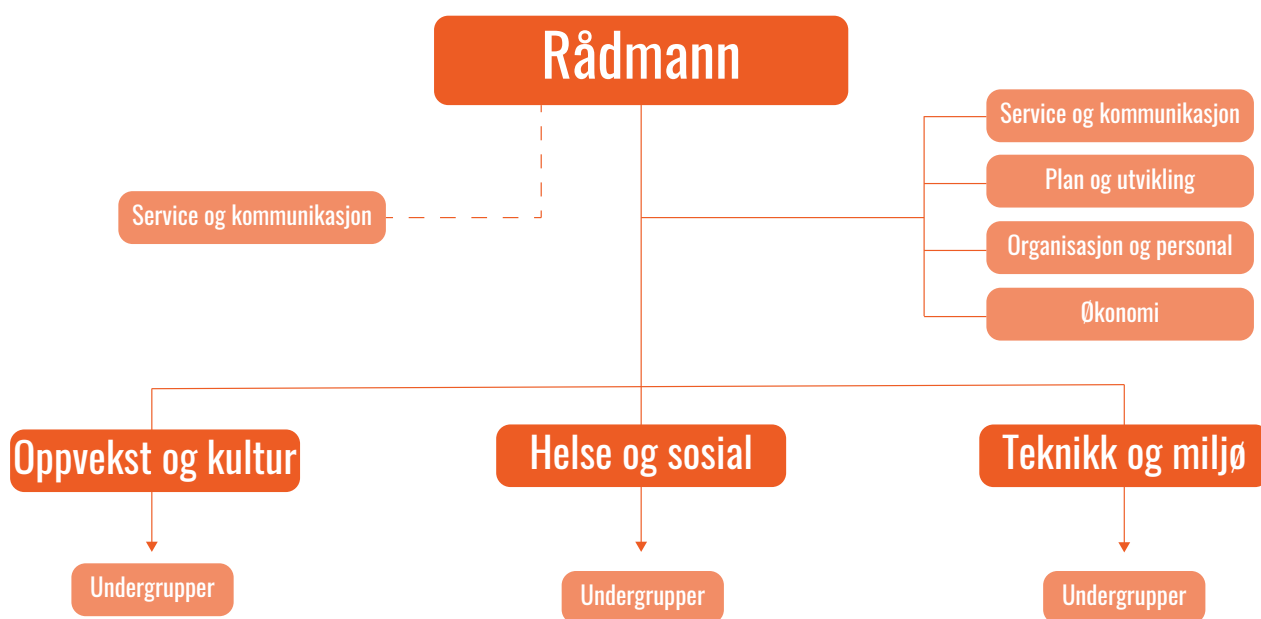 Rådmann
Service og kommunikasjon
Plan og utvikling
Service og kommunikasjon
Organisasjon og personal
Økonomi
Oppvekst og kultur
Helse og sosial
Teknikk og miljø
Undergrupper
Undergrupper
Undergrupper